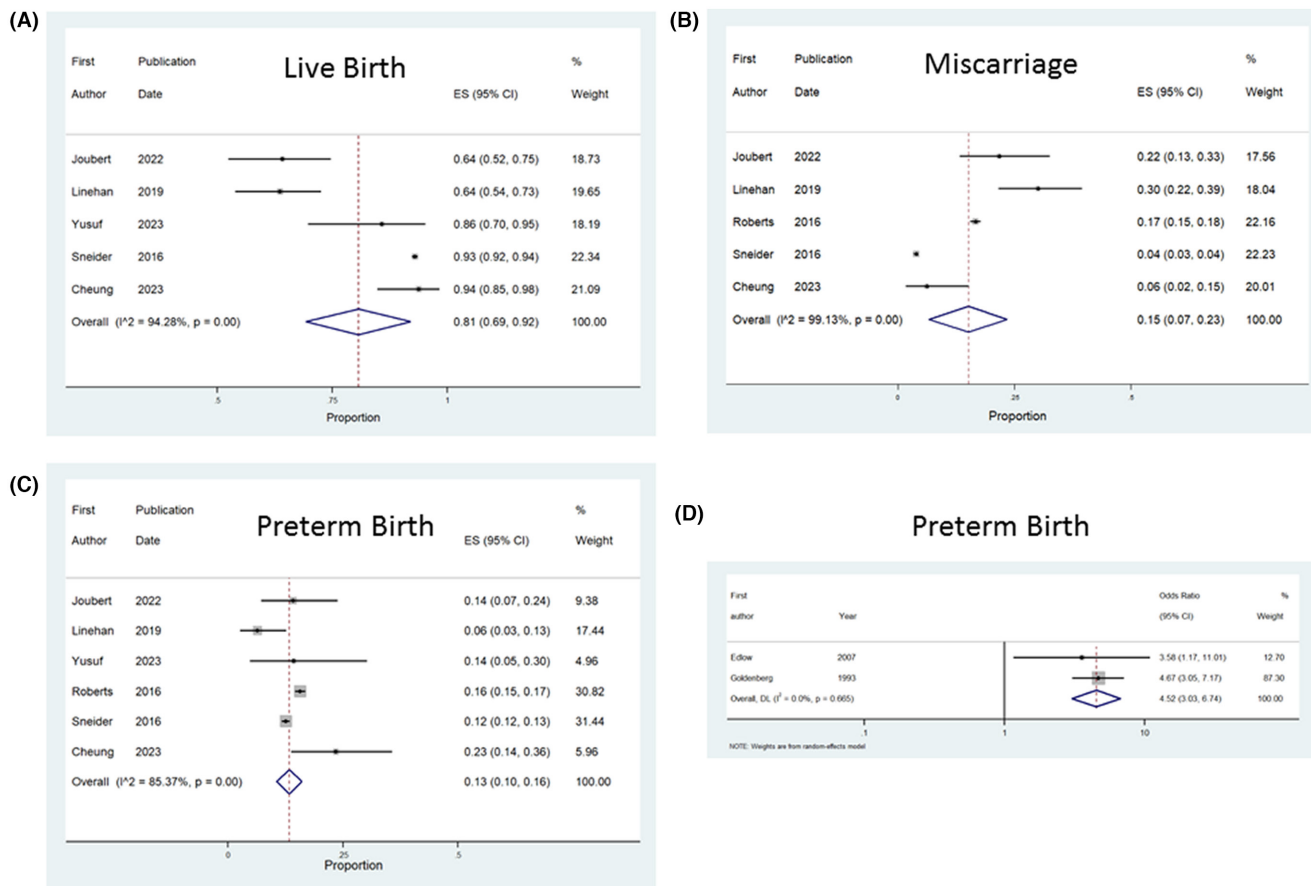 (A)
Live Birth
First Publication %
Author Date ES (95% CI) Weight
Joubert 2022 0.64 (0.52, 0.75) 18.73
Linehan 2019 0.64 (0.54, 0.73) 19.65
Yusuf 2023 0.86 (0.70, 0.95) 18.19
Sneider 2016 0.93 (0.92, 0.94) 22.34
Cheung 2023 0.94 (0.85, 0.98) 21.09
Overall (I^2 = 94.28%, p = 0.00) 0.81 (0.69, 0.92) 100.00
.5 .75 1
Proportion
(B)
Miscarriage
First Publication %
Author Date ES (95% CI) Weight
Joubert 2022 0.22 (0.13, 0.33) 17.56
Linehan 2019 0.30 (0.22, 0.39) 18.04
Roberts 2016 0.17 (0.15, 0.18) 22.16
Sneider 2016 0.04 (0.03, 0.04) 22.23
Cheung 2023 0.06 (0.02, 0.15) 20.01
Overall (I^2 = 99.13%, p = 0.00) 0.15 (0.07, 0.23) 100.00
0 .25 .5
Proportion
(C)
Preterm Birth
First Publication %
Author Date ES (95% CI) Weight
Joubert 2022 0.14 (0.07, 0.24) 9.38
Linehan 2019 0.06 (0.03, 0.13) 17.44
Yusuf 2023 0.14 (0.05, 0.30) 4.96
Roberts 2016 0.16 (0.15, 0.17) 30.82
Sneider 2016 0.12 (0.12, 0.13) 31.44
Cheung 2023 0.23 (0.14, 0.36) 5.96
Overall (I^2 = 85.37%, p = 0.00) 0.13 (0.10, 0.16) 100.00
0 .25 .5
Proportion
(D)
Preterm Birth
First Odds Ratio %
author Year (95% CI) Weight
Edlow 2007 3.58 (1.17, 11.01) 12.70
Goldenberg 1993 4.67 (3.05, 7.17) 87.30
Overall, DL (I² = 0.0%, p = 0.665) 4.52 (3.03, 6.74) 100.00
.1 1 10
NOTE: Weights are from random-effects model